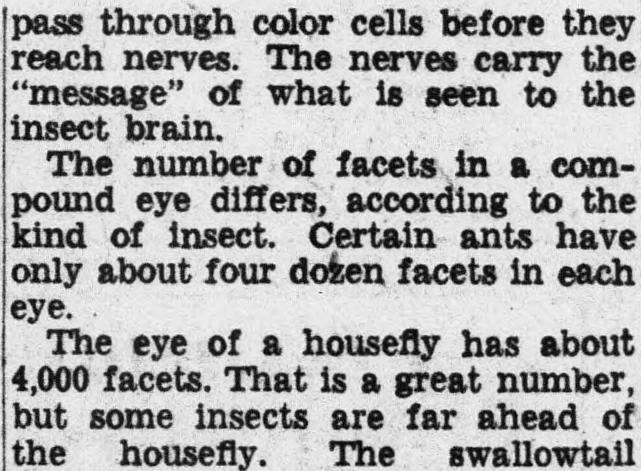 pass through color cells before they
reach nerves. The nerves carry the
"message" of what is seen to the
insect brain.
The number of facets in a com-
pound eye differs, according to the
kind of insect. Certain ants have
only about four dozen facets in each
eye.
The eye of a housefly has about
4,000 facets. That is a great number,
but some insects are far ahead of
the housefly. The swallowtail